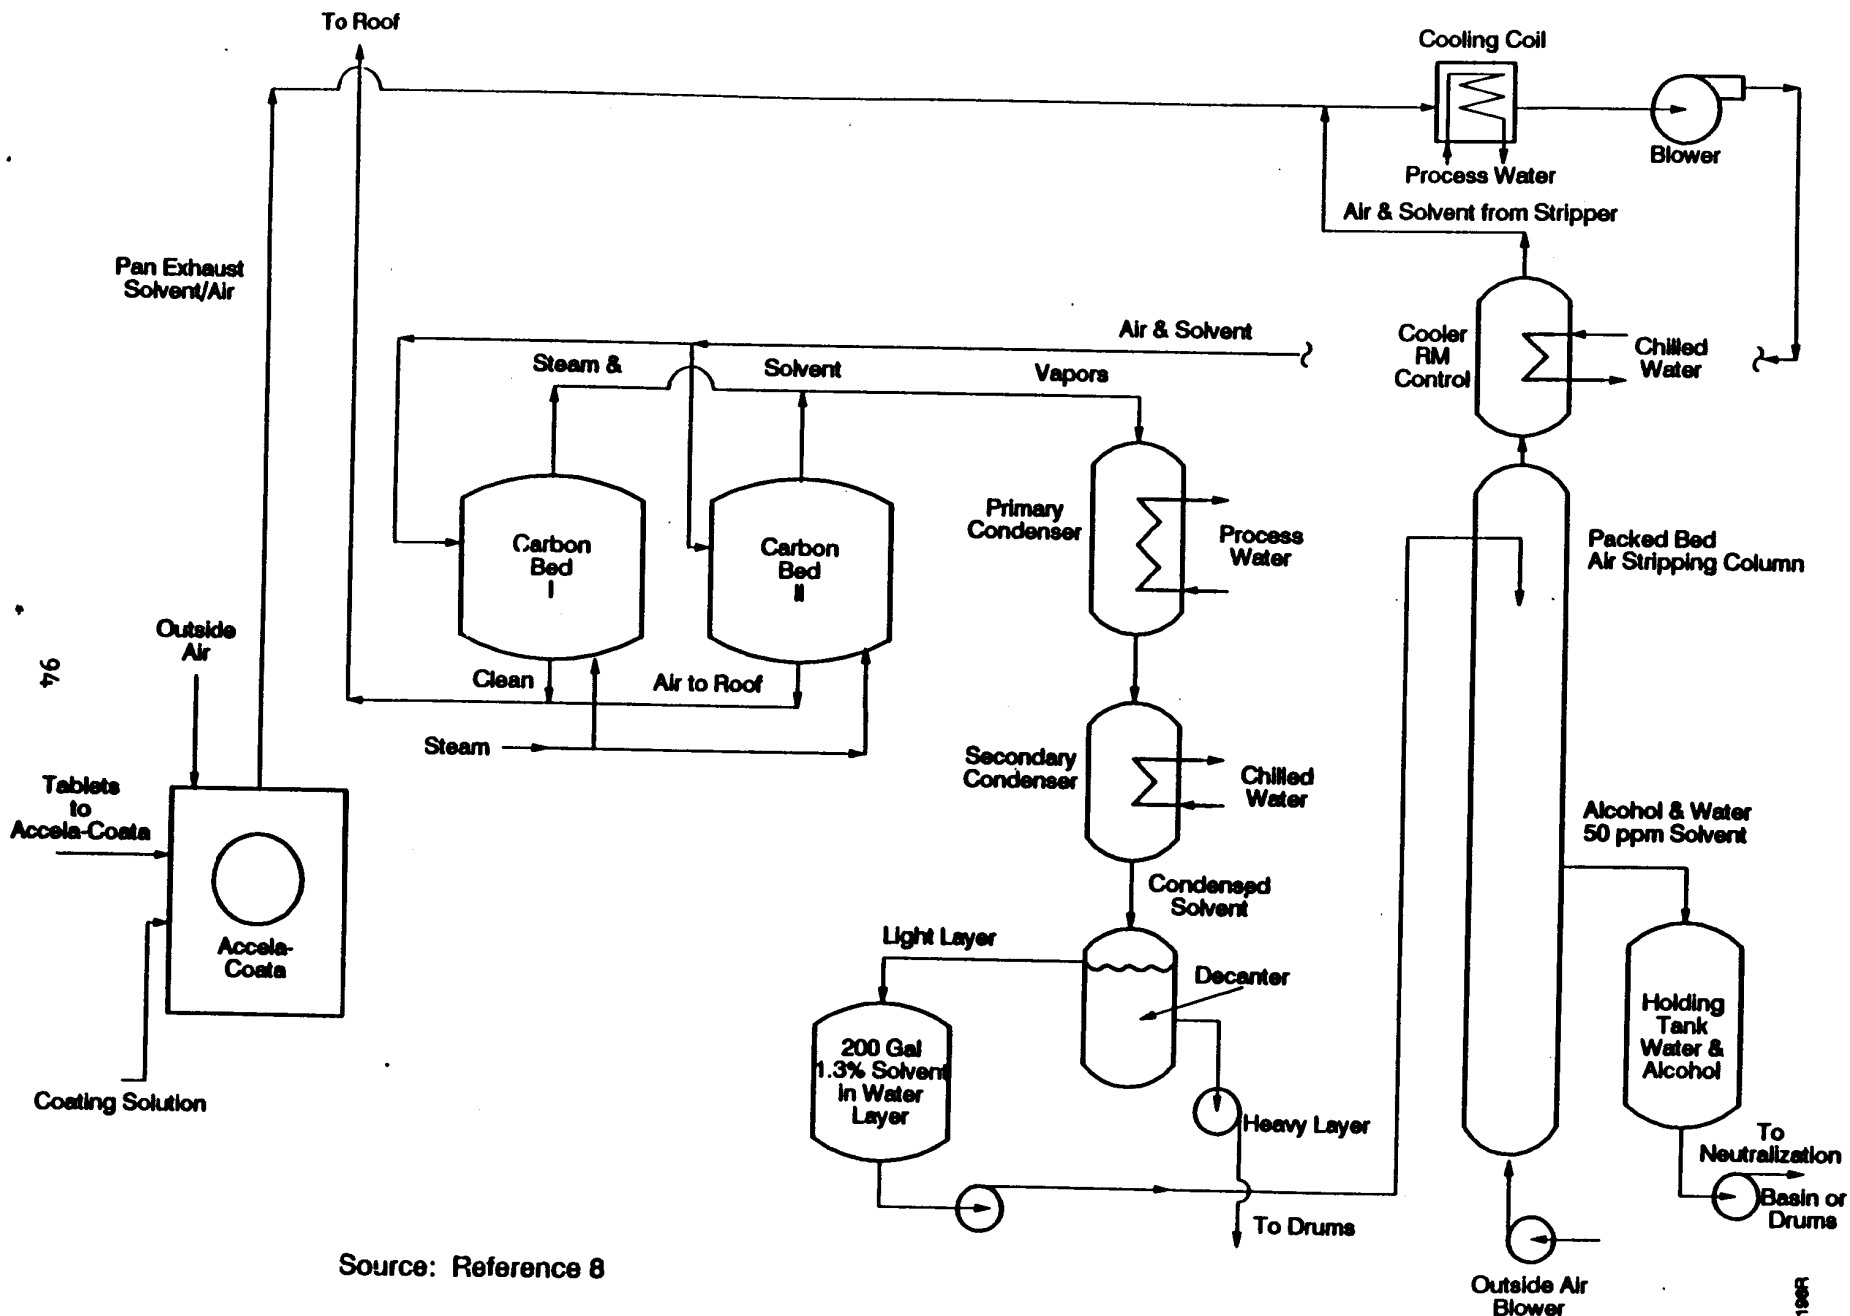 To Roof
Cooling Coil
Blower
Process Water
Air & Solvent from Stripper
Pan Exhaust
Solvent/Air
Air & Solvent
Steam &
Solvent
Vapors
Cooler
RM
Control
Chilled
Water
Primary
Condenser
Process
Water
Carbon
Bed
I
Carbon
Bed
II
Packed Bed
Air Stripping Column
Outside
Air
94
Clean
Air to Roof
Steam
Secondary
Condenser
Chilled
Water
Tablets
to
Accela-Coata
Alcohol & Water
50 ppm Solvent
Condensed
Solvent
Accela-
Coata
Light Layer
Decanter
Holding
Tank
Water &
Alcohol
200 Gal
1.3% Solvent
in Water
Layer
Coating Solution
Heavy Layer
To
Neutralization
Basin or
Drums
To Drums
Source: Reference 8
Outside Air
Blower
198R